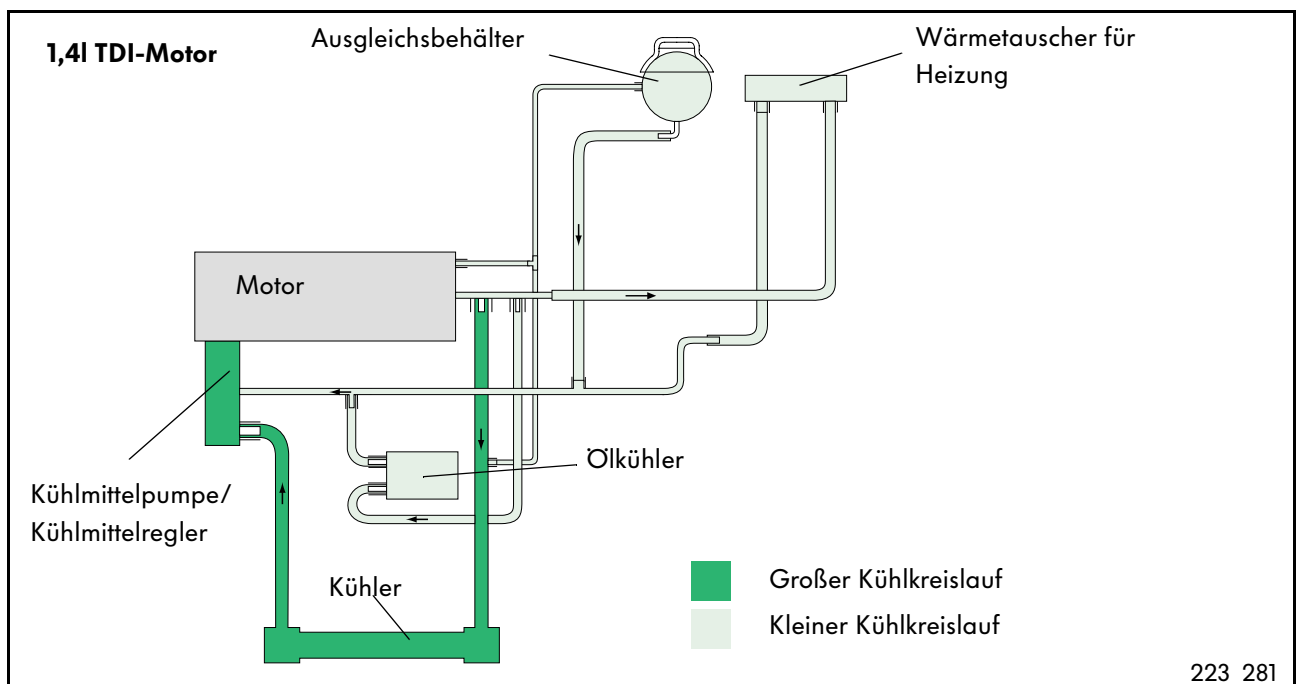 1,4l TDI-Motor
Ausgleichsbehälter
Wärmetauscher für
Heizung
Motor
Ölkühler
Kühlmittelpumpe/
Kühlmittelregler
Kühler
Großer Kühlkreislauf
Kleiner Kühlkreislauf
223 281